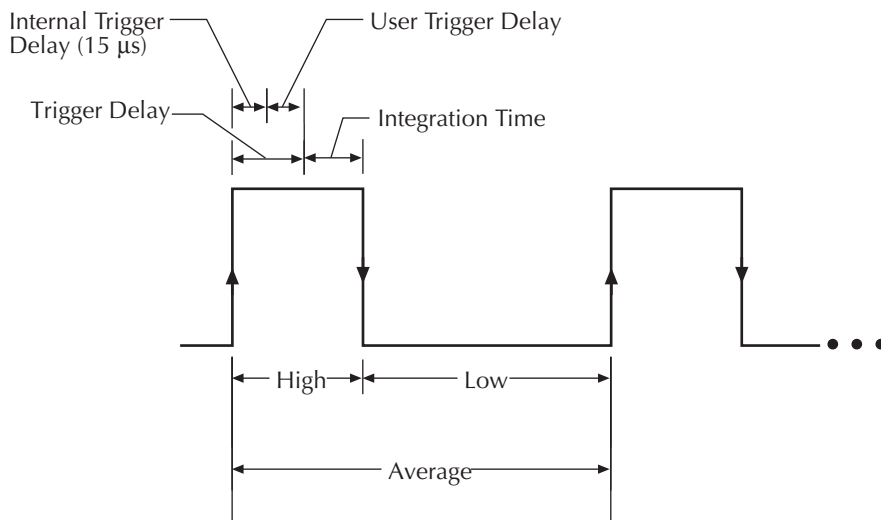 Internal Trigger
Delay (15 µs)
User Trigger Delay
Trigger Delay
Integration Time
High
Low
Average